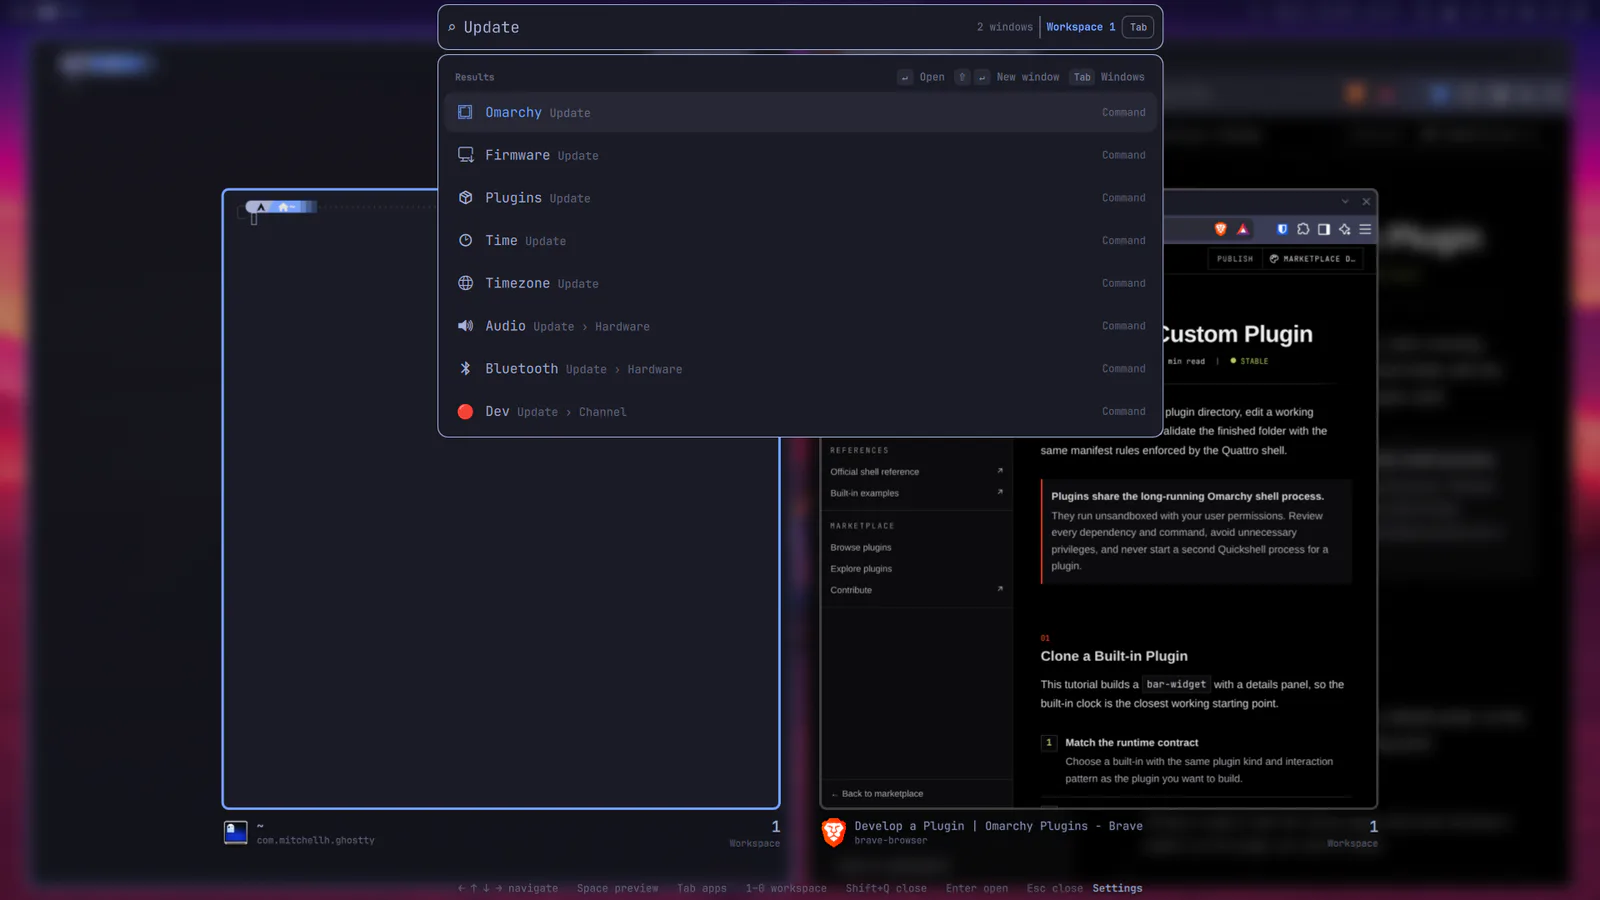 Update
2 windows Workspace 1 Tab
Results
↵ Open ⇧ ↵ New window Tab Windows
Omarchy Update Command
Firmware Update Command
Plugins Update Command
Time Update Command
Timezone Update Command
Audio Update › Hardware Command
Bluetooth Update › Hardware Command
Dev Update › Channel Command
~
PUBLISH
MARKETPLACE D…
Custom Plugin
min read | STABLE
plugin directory, edit a working
alidate the finished folder with the
same manifest rules enforced by the Quattro shell.
REFERENCES
Official shell reference ↗
Built-in examples ↗
MARKETPLACE
Browse plugins
Explore plugins
Contribute ↗
← Back to marketplace
Plugins share the long-running Omarchy shell process.
They run unsandboxed with your user permissions. Review
every dependency and command, avoid unnecessary
privileges, and never start a second Quickshell process for a
plugin.
01
Clone a Built-in Plugin
This tutorial builds a bar-widget with a details panel, so the
built-in clock is the closest working starting point.
1 Match the runtime contract
Choose a built-in with the same plugin kind and interaction
pattern as the plugin you want to build.
~
com.mitchellh.ghostty
1
Workspace
Develop a Plugin | Omarchy Plugins - Brave
brave-browser
1
Workspace
←↑↓→ navigate Space preview Tab apps 1-0 workspace Shift+Q close Enter open Esc close Settings